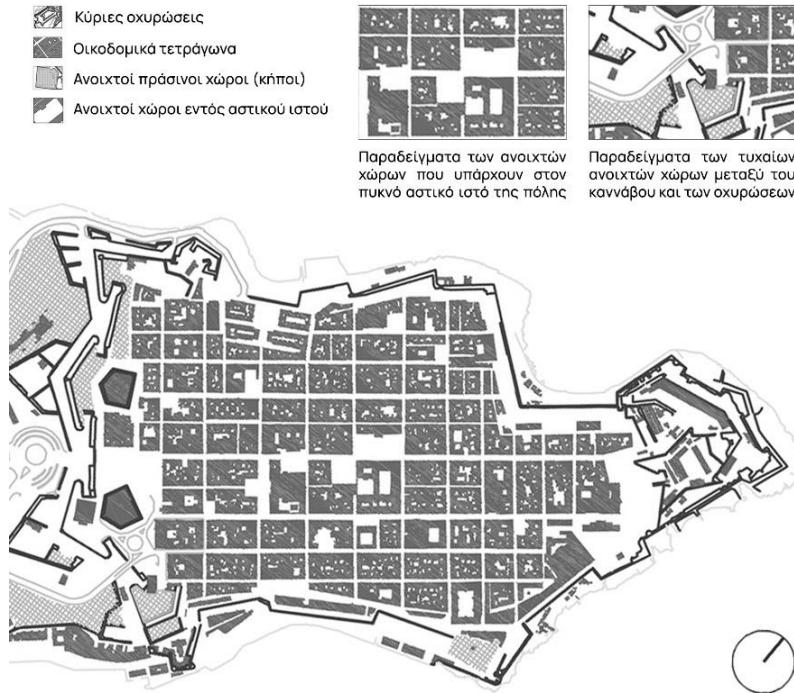 Κύριες οχυρώσεις
Οικοδομικά τετράγωνα
Ανοιχτοί πράσινοι χώροι (κήποι)
Ανοιχτοί χώροι εντός αστικού ιστού
Παραδείγματα των ανοιχτών
χώρων που υπάρχουν στον
πυκνό αστικό ιστό της πόλης
Παραδείγματα των τυχαίων
ανοιχτών χώρων μεταξύ του
καννάβου και των οχυρώσεων